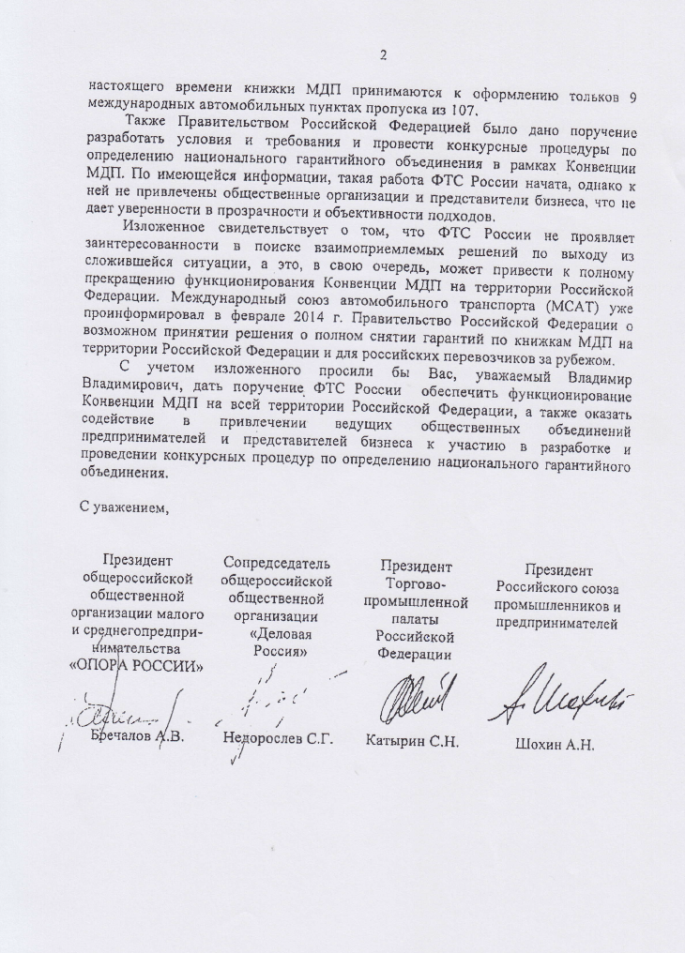 2
настоящего времени книжки МДП принимаются к оформлению тольков 9
международных автомобильных пунктах пропуска из 107.
Также Правительством Российской Федерацией было дано поручение
разработать условия и требования и провести конкурсные процедуры по
определению национального гарантийного объединения в рамках Конвенции
МДП. По имеющейся информации, такая работа ФТС России начата, однако к
ней не привлечены общественные организации и представители бизнеса, что не
дает уверенности в прозрачности и объективности подходов.
Изложенное свидетельствует о том, что ФТС России не проявляет
заинтересованности в поиске взаимоприемлемых решений по выходу из
сложившейся ситуации, а это, в свою очередь, может привести к полному
прекращению функционирования Конвенции МДП на территории Российской
Федерации. Международный союз автомобильного транспорта (МСАТ) уже
проинформировал в феврале 2014 г. Правительство Российской Федерации о
возможном принятии решения о полном снятии гарантий по книжкам МДП на
территории Российской Федерации и для российских перевозчиков за рубежом.
С учетом изложенного просили бы Вас, уважаемый Владимир
Владимирович, дать поручение ФТС России обеспечить функционирование
Конвенции МДП на всей территории Российской Федерации, а также оказать
содействие в привлечении ведущих общественных объединений
предпринимателей и представителей бизнеса к участию в разработке и
проведении конкурсных процедур по определению национального гарантийного
объединения.
С уважением,
Президент
общероссийской
общественной
организации малого
и среднегопредпри-
нимательства
«ОПОРА РОССИИ»
Бречалов А.В.
Сопредседатель
общероссийской
общественной
организации
«Деловая
Россия»
Недорослев С.Г.
Президент
Торгово-
промышленной
палаты
Российской
Федерации
Катырин С.Н.
Президент
Российского союза
промышленников и
предпринимателей
Шохин А.Н.